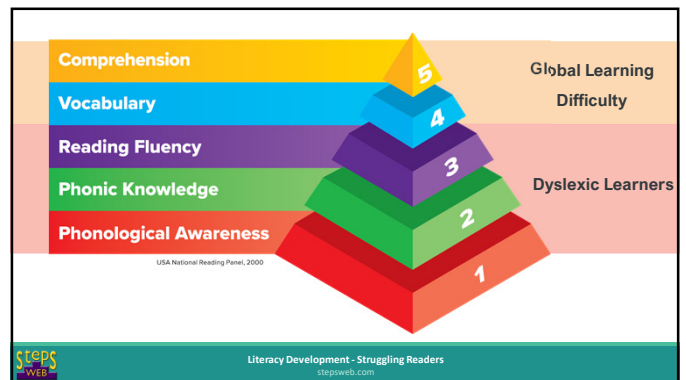 Comprehension
5
Global Learning
Difficulty
Vocabulary
4
Reading Fluency
3
Phonic Knowledge
2
Dyslexic Learners
Phonological Awareness
1
USA National Reading Panel, 2000
StePS
WEB
Literacy Development - Struggling Readers
stepsweb.com